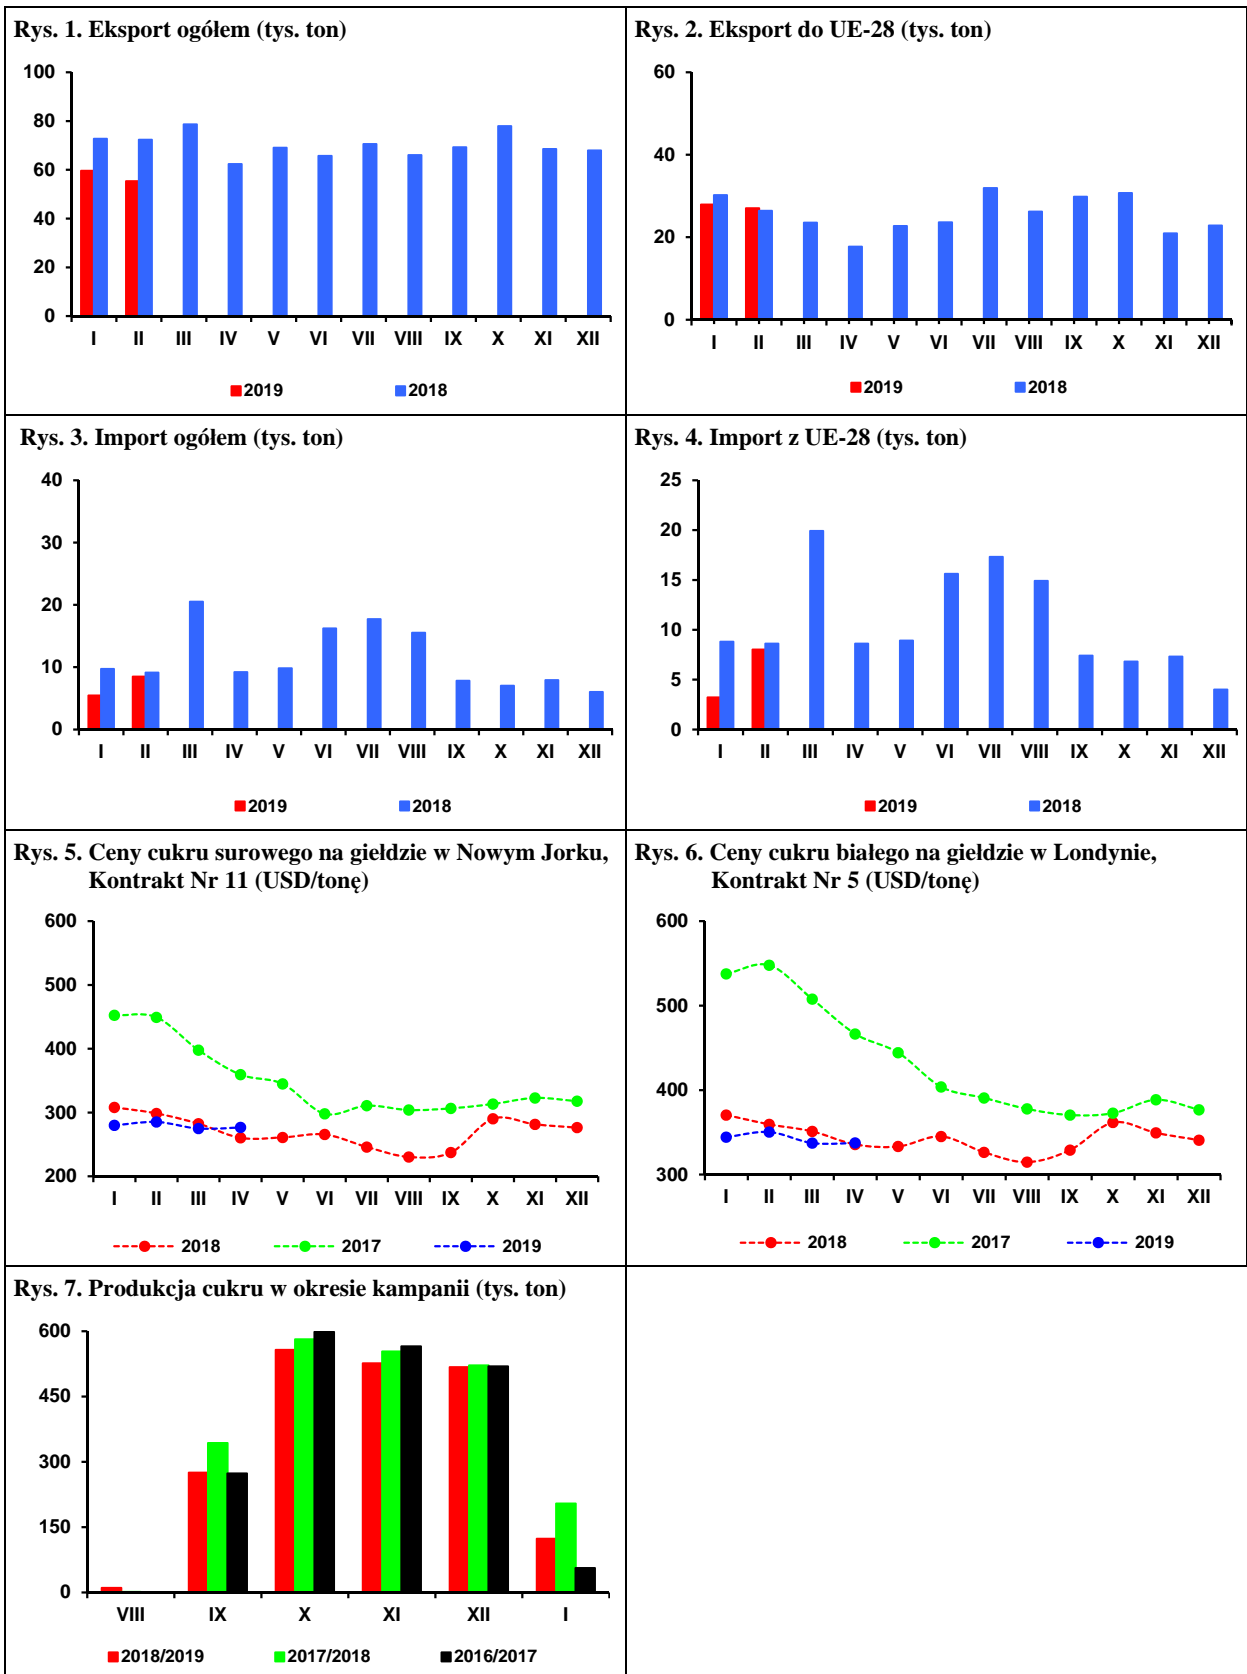 Rys. 1. Eksport ogółem (tys. ton)
100
80
60
40
20
0
I II III IV V VI VII VIII IX X XI XII
2019 2018
Rys. 2. Eksport do UE-28 (tys. ton)
60
40
20
0
I II III IV V VI VII VIII IX X XI XII
2019 2018
Rys. 3. Import ogółem (tys. ton)
40
30
20
10
0
I II III IV V VI VII VIII IX X XI XII
2019 2018
Rys. 4. Import z UE-28 (tys. ton)
25
20
15
10
5
0
I II III IV V VI VII VIII IX X XI XII
2019 2018
Rys. 5. Ceny cukru surowego na giełdzie w Nowym Jorku,
Kontrakt Nr 11 (USD/tonę)
600
500
400
300
200
I II III IV V VI VII VIII IX X XI XII
2018 2017 2019
Rys. 6. Ceny cukru białego na giełdzie w Londynie,
Kontrakt Nr 5 (USD/tonę)
600
500
400
300
I II III IV V VI VII VIII IX X XI XII
2018 2017 2019
Rys. 7. Produkcja cukru w okresie kampanii (tys. ton)
600
450
300
150
0
VIII IX X XI XII I
2018/2019 2017/2018 2016/2017